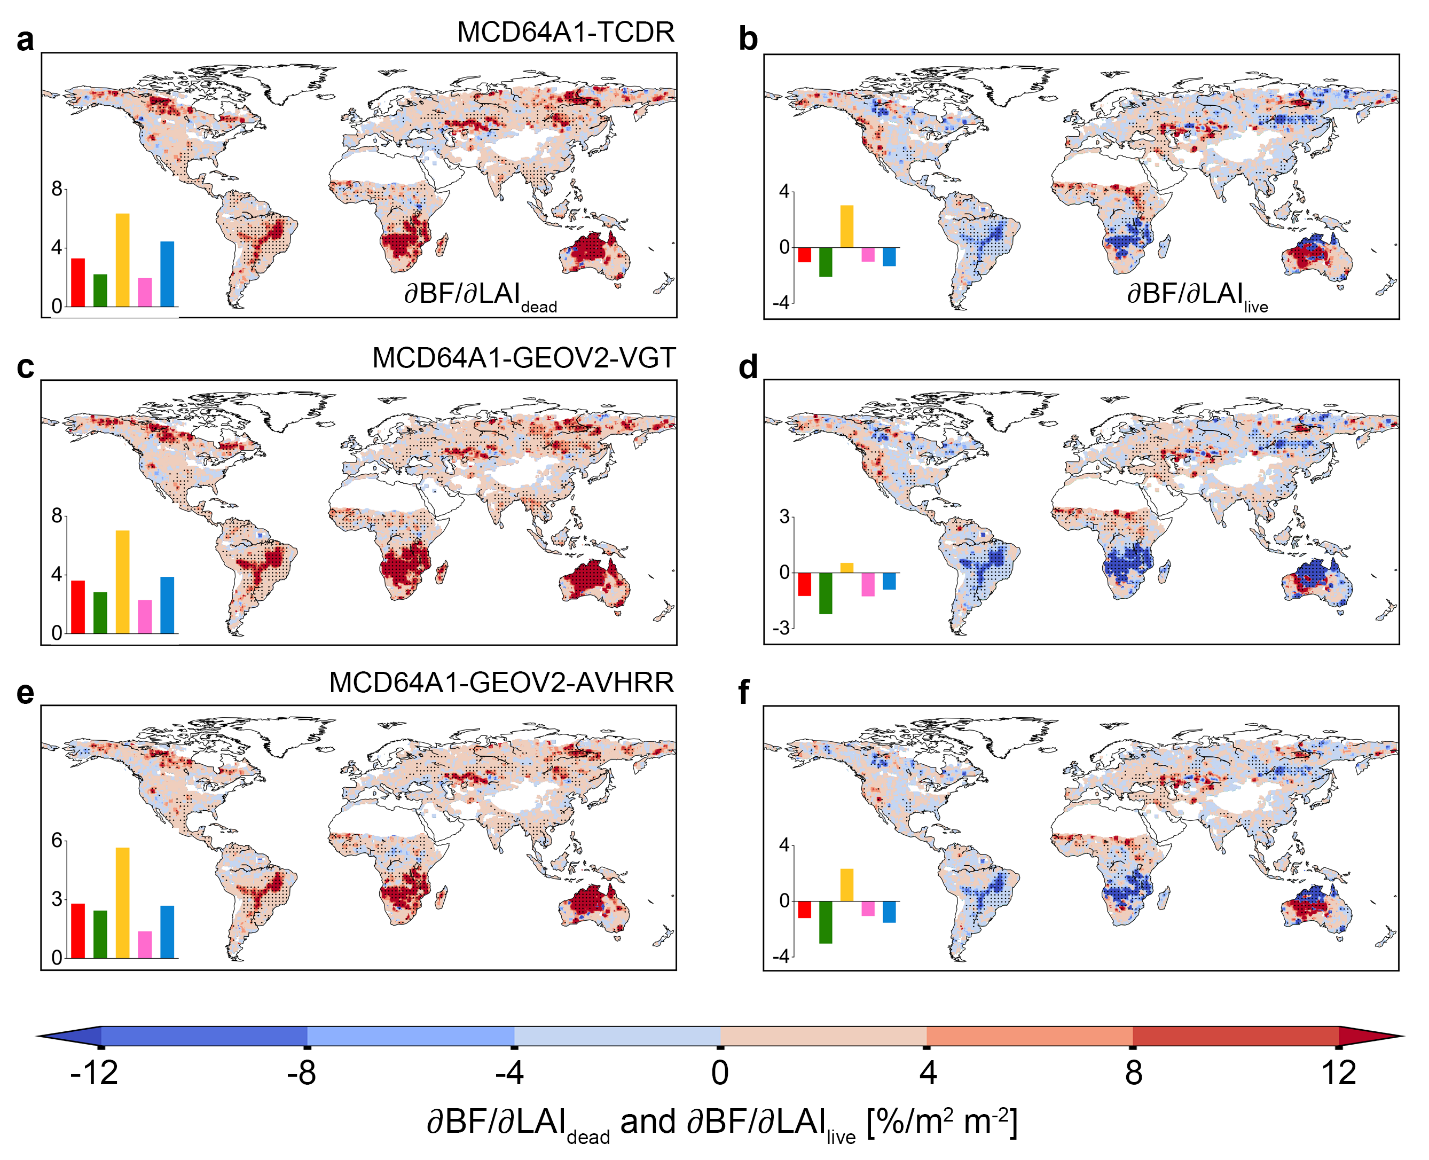 a
MCD64A1-TCDR
b
8
4
0
∂BF/∂LAIdead
4
0
-4
∂BF/∂LAIlive
c
MCD64A1-GEOV2-VGT
d
8
4
0
3
0
-3
e
MCD64A1-GEOV2-AVHRR
f
6
3
0
4
0
-4
-12 -8 -4 0 4 8 12
∂BF/∂LAIdead and ∂BF/∂LAIlive [%/m² m⁻²]